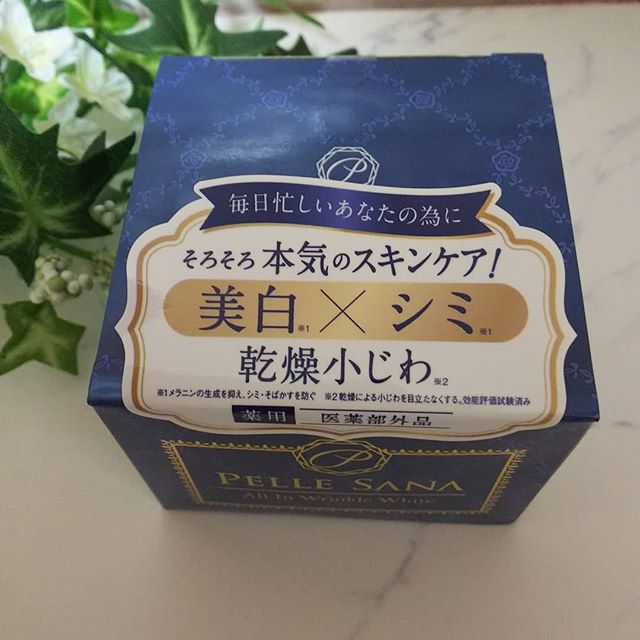 P
毎日忙しいあなたの為に
そろそろ本気のスキンケア!
美白※1×シミ※1
乾燥小じわ※2
※1メラニンの生成を抑え、シミ・そばかすを防ぐ ※2 乾燥による小じわを目立たなくする。効能評価試験済み
薬用 医薬部外品
P
PELLE SANA
All In Wrinkle White